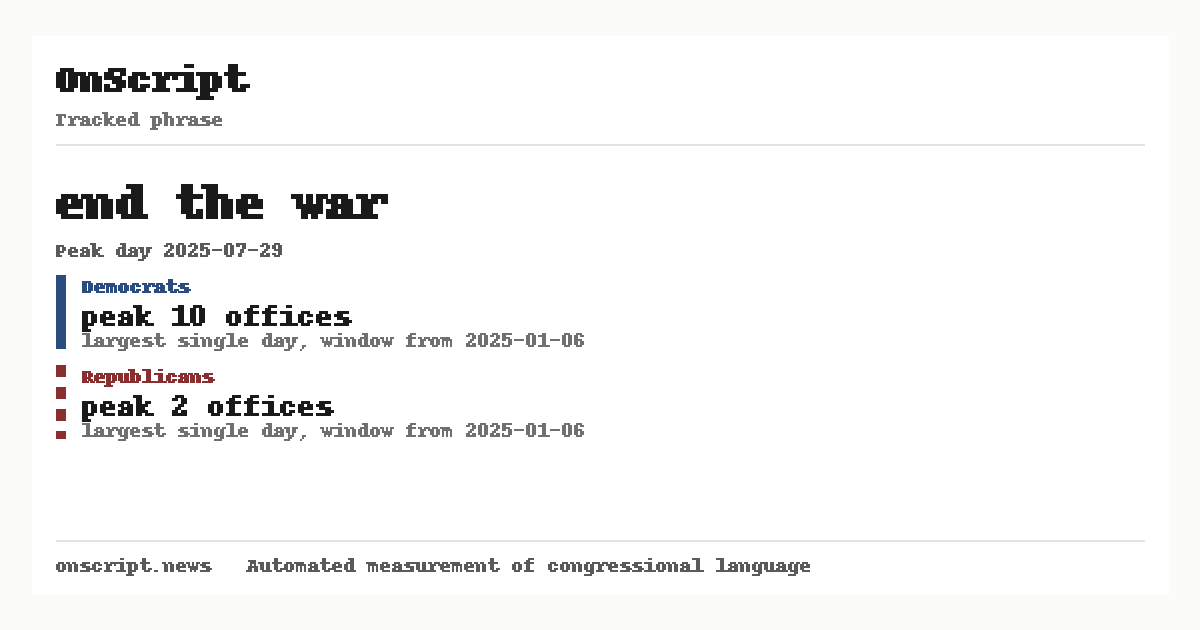 OnScript
Tracked phrase
end the war
Peak day 2025-07-29
Democrats
peak 10 offices
largest single day, window from 2025-01-06
Republicans
peak 2 offices
largest single day, window from 2025-01-06
onscript.news Automated measurement of congressional language